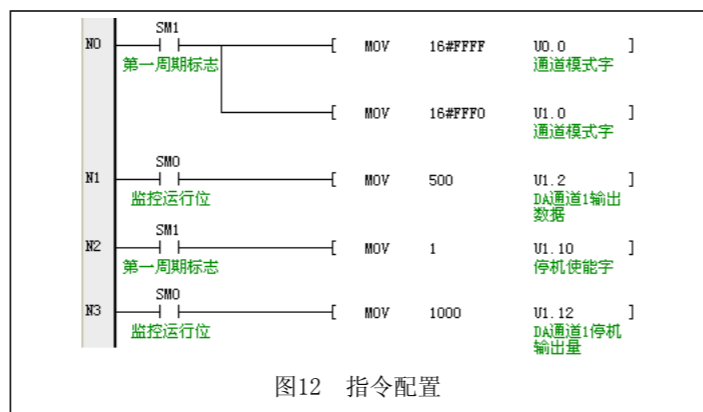 SM1
N0 [ MOV 16#FFFF U0.0 ]
第一周期标志 通道模式字
[ MOV 16#FFF0 U1.0 ]
通道模式字
SM0
N1 [ MOV 500 U1.2 ]
监控运行位 DA通道1输出
数据
SM1
N2 [ MOV 1 U1.10 ]
第一周期标志 停机使能字
SM0
N3 [ MOV 1000 U1.12 ]
监控运行位 DA通道1停机
输出量
图12 指令配置